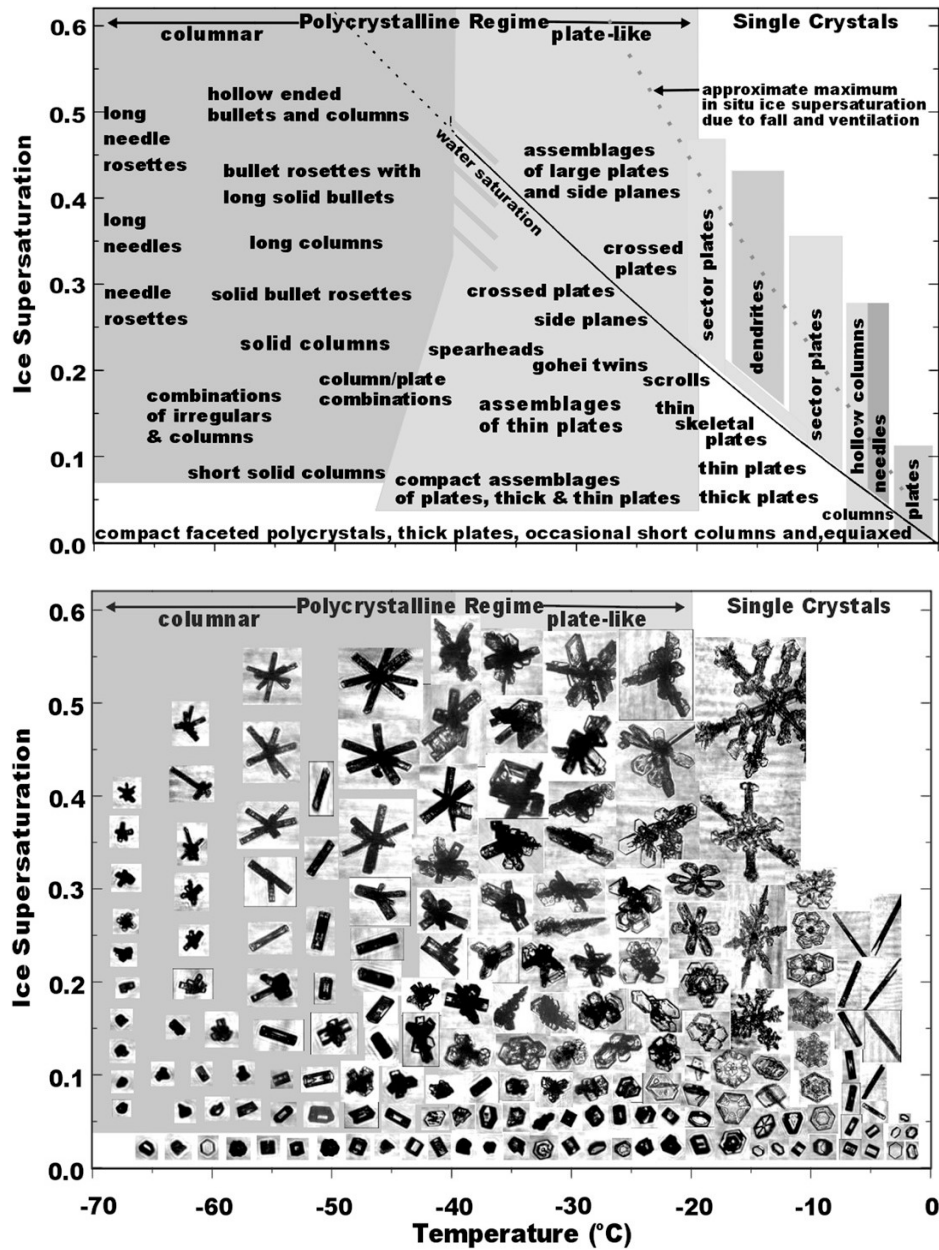 Polycrystalline Regime
Single Crystals
columnar
plate-like
approximate maximum
in situ ice supersaturation
due to fall and ventilation
hollow ended
bullets and columns
long
needle
rosettes
water saturation
assemblages
of large plates
and side planes
bullet rosettes with
long solid bullets
long
needles
long columns
crossed
plates
sector plates
needle
rosettes
solid bullet rosettes
crossed plates
side planes
dendrites
solid columns
spearheads
gohei twins
sector plates
column/plate
combinations
scrolls
combinations
of irregulars
& columns
assemblages
of thin plates
thin
skeletal
plates
hollow columns
needles
short solid columns
compact assemblages
of plates, thick & thin plates
thin plates
thick plates
plates
columns
compact faceted polycrystals, thick plates, occasional short columns and,equiaxed
Ice Supersaturation
0.6
0.5
0.4
0.3
0.2
0.1
0.0
Polycrystalline Regime
Single Crystals
columnar
plate-like
Ice Supersaturation
0.6
0.5
0.4
0.3
0.2
0.1
0.0
-70 -60 -50 -40 -30 -20 -10 0
Temperature (°C)